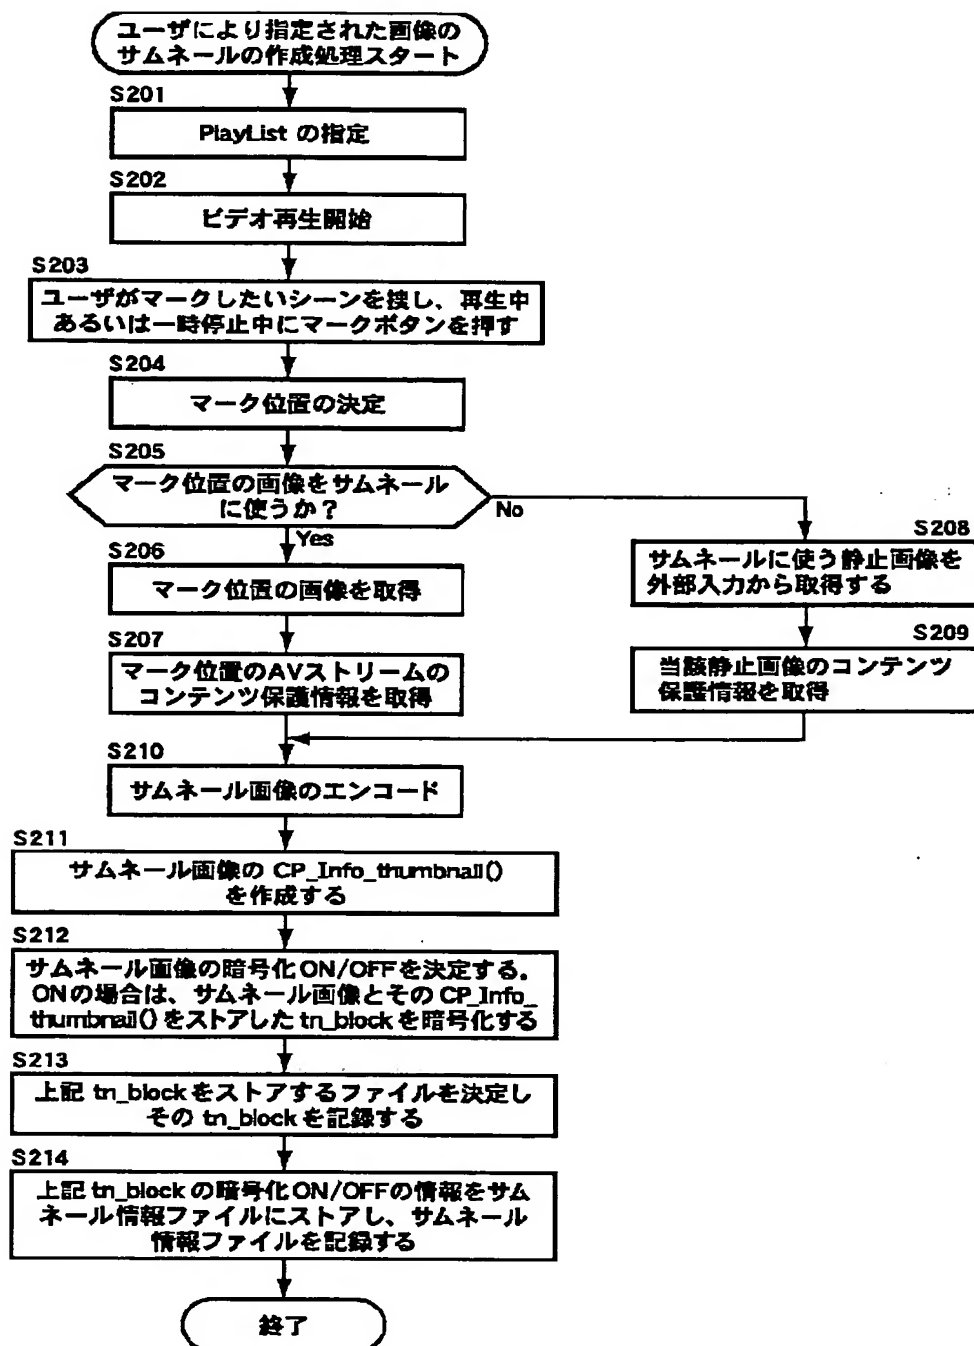 ユーザにより指定された画像の
サムネールの作成処理スタート
S201
PlayList の指定
S202
ビデオ再生開始
S203
ユーザがマークしたいシーンを捜し、再生中
あるいは一時停止中にマークボタンを押す
S204
マーク位置の決定
S205
マーク位置の画像をサムネール
に使うか？
No
Yes
S206
マーク位置の画像を取得
S207
マーク位置のAVストリームの
コンテンツ保護情報を取得
S208
サムネールに使う静止画像を
外部入力から取得する
S209
当該静止画像のコンテンツ
保護情報を取得
S210
サムネール画像のエンコード
S211
サムネール画像の CP_Info_thumbnail()
を作成する
S212
サムネール画像の暗号化ON/OFFを決定する.
ONの場合は、サムネール画像とその CP_Info_
thumbnail()をストアした tn_block を暗号化する
S213
上記 tn_block をストアするファイルを決定し
その tn_block を記録する
S214
上記 tn_block の暗号化ON/OFFの情報をサム
ネール情報ファイルにストアし、サムネール
情報ファイルを記録する
終了